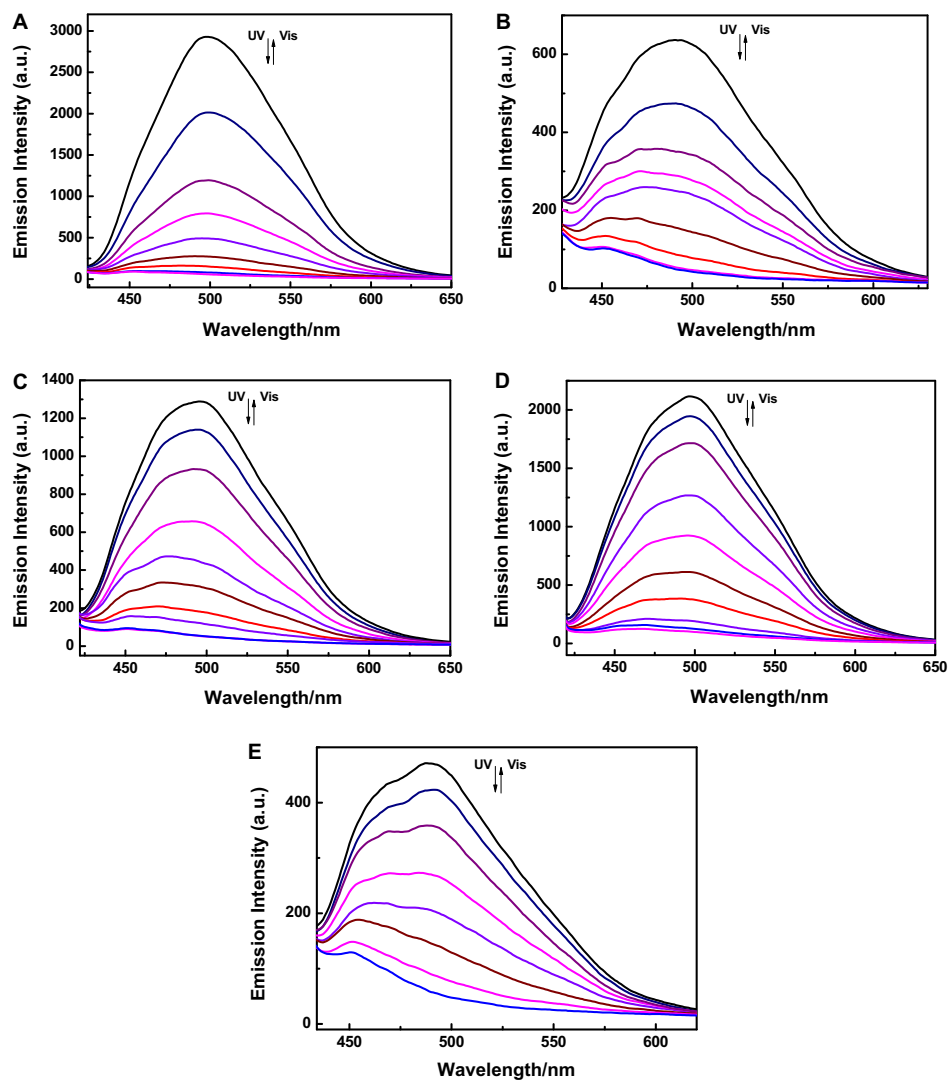 A
UV Vis
3000
2500
2000
1500
1000
500
0
450 500 550 600 650
Emission Intensity (a.u.)
Wavelength/nm
B
UV Vis
600
400
200
0
450 500 550 600
Emission Intensity (a.u.)
Wavelength/nm
C
UV Vis
1400
1200
1000
800
600
400
200
0
450 500 550 600 650
Emission Intensity (a.u.)
Wavelength/nm
D
UV Vis
2000
1500
1000
500
0
450 500 550 600 650
Emission Intensity (a.u.)
Wavelength/nm
E
UV Vis
400
200
0
450 500 550 600
Emission Intensity (a.u.)
Wavelength/nm